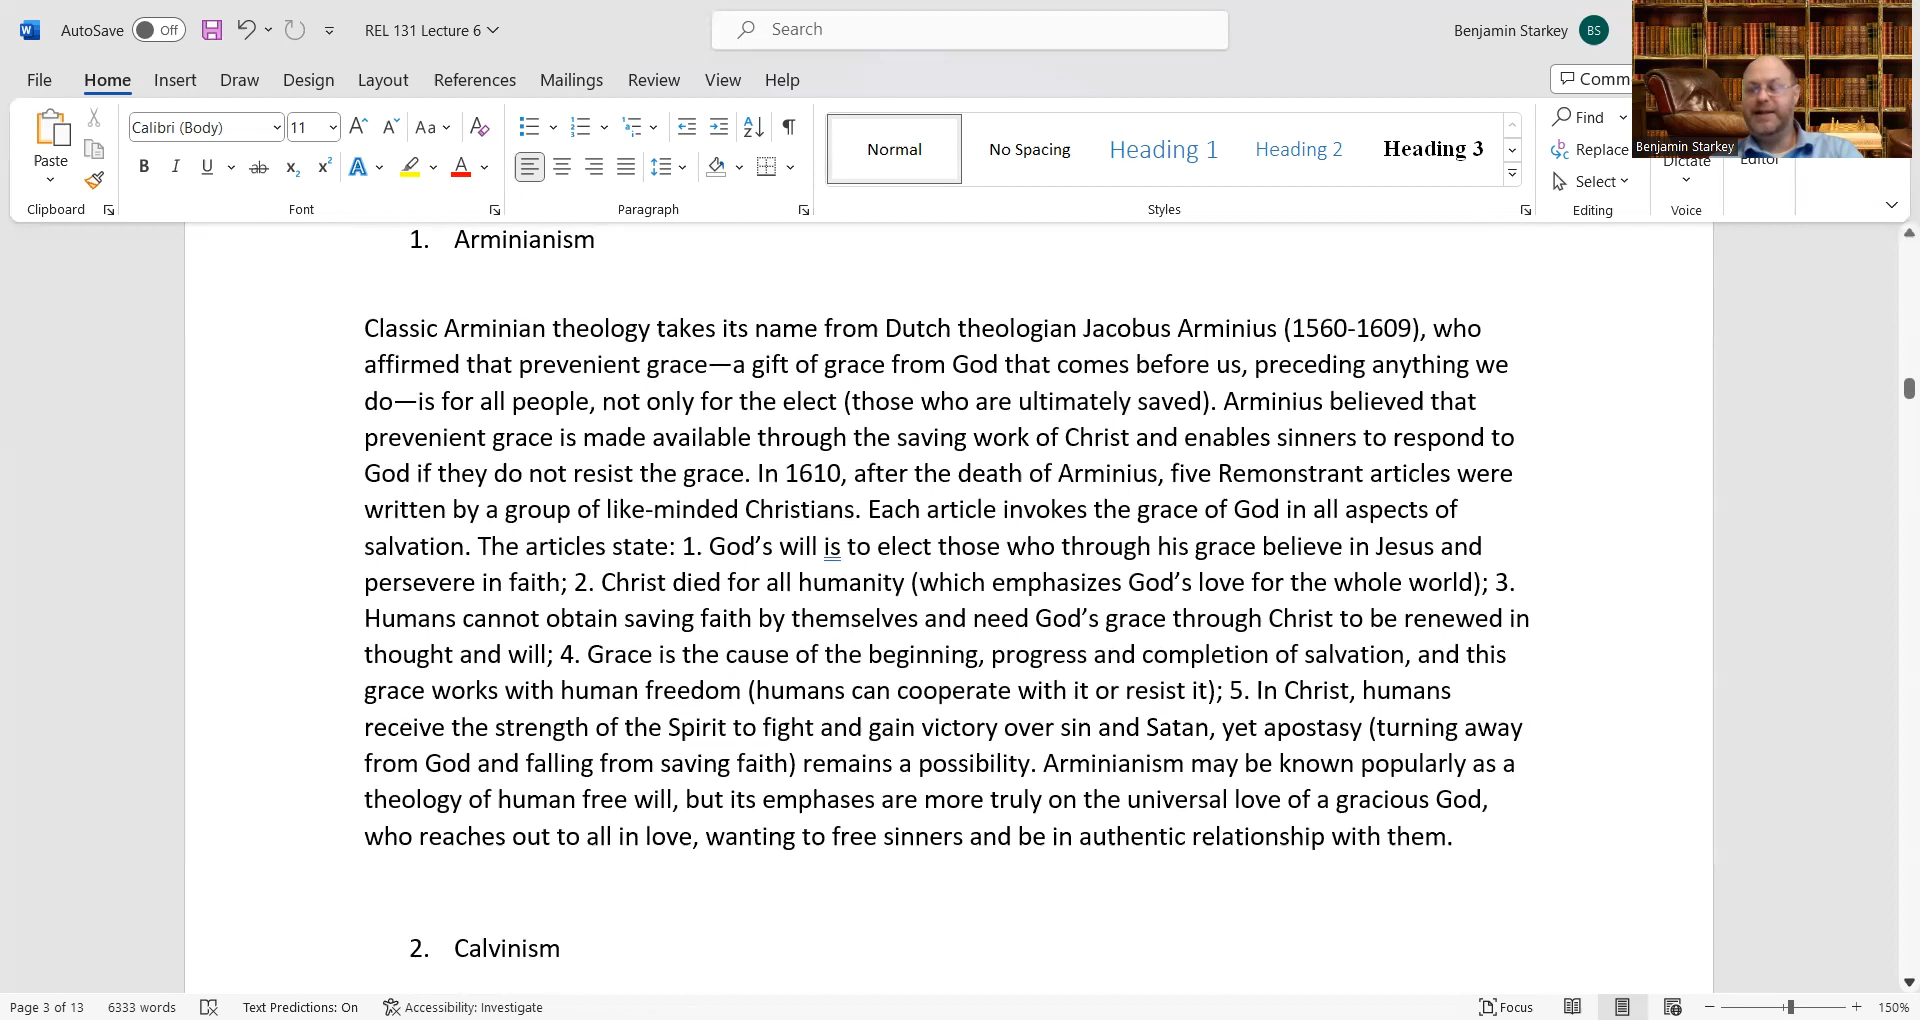 AutoSave Off REL 131 Lecture 6 Search Benjamin Starkey BS
File Home Insert Draw Design Layout References Mailings Review View Help Comm
Paste Calibri (Body) 11 Aa Normal No Spacing Heading 1 Heading 2 Heading 3 Find
Replace
Select
Dictate
Benjamin Starkey
Clipboard Font Paragraph Styles Editing Voice
1. Arminianism
Classic Arminian theology takes its name from Dutch theologian Jacobus Arminius (1560-1609), who
affirmed that prevenient grace—a gift of grace from God that comes before us, preceding anything we
do—is for all people, not only for the elect (those who are ultimately saved). Arminius believed that
prevenient grace is made available through the saving work of Christ and enables sinners to respond to
God if they do not resist the grace. In 1610, after the death of Arminius, five Remonstrant articles were
written by a group of like-minded Christians. Each article invokes the grace of God in all aspects of
salvation. The articles state: 1. God’s will is to elect those who through his grace believe in Jesus and
persevere in faith; 2. Christ died for all humanity (which emphasizes God’s love for the whole world); 3.
Humans cannot obtain saving faith by themselves and need God’s grace through Christ to be renewed in
thought and will; 4. Grace is the cause of the beginning, progress and completion of salvation, and this
grace works with human freedom (humans can cooperate with it or resist it); 5. In Christ, humans
receive the strength of the Spirit to fight and gain victory over sin and Satan, yet apostasy (turning away
from God and falling from saving faith) remains a possibility. Arminianism may be known popularly as a
theology of human free will, but its emphases are more truly on the universal love of a gracious God,
who reaches out to all in love, wanting to free sinners and be in authentic relationship with them.
2. Calvinism
Page 3 of 13 6333 words Text Predictions: On Accessibility: Investigate Focus 150%